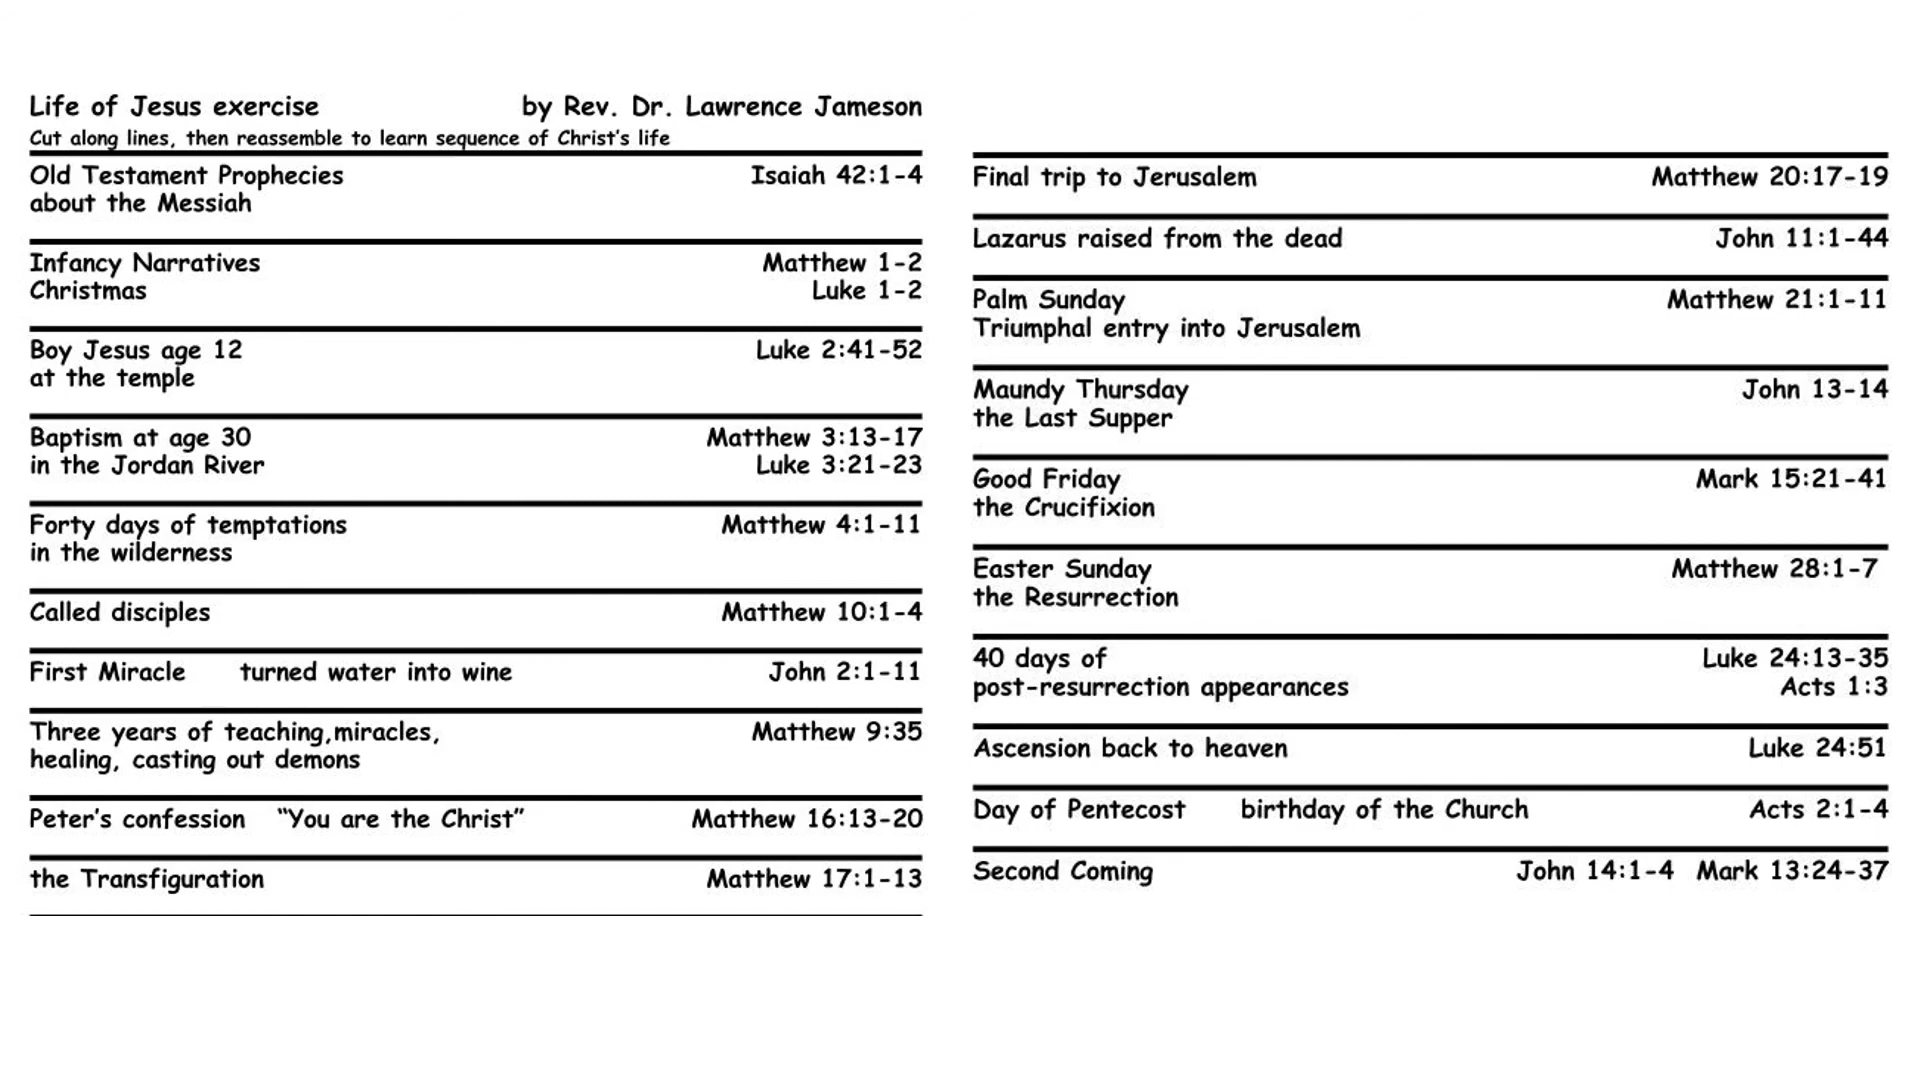 Life of Jesus exercise by Rev. Dr. Lawrence Jameson
Cut along lines, then reassemble to learn sequence of Christ's life
Old Testament Prophecies Isaiah 42:1-4
about the Messiah
Infancy Narratives Matthew 1-2
Christmas Luke 1-2
Boy Jesus age 12 Luke 2:41-52
at the temple
Baptism at age 30 Matthew 3:13-17
in the Jordan River Luke 3:21-23
Forty days of temptations Matthew 4:1-11
in the wilderness
Called disciples Matthew 10:1-4
First Miracle turned water into wine John 2:1-11
Three years of teaching,miracles, Matthew 9:35
healing, casting out demons
Peter's confession “You are the Christ” Matthew 16:13-20
the Transfiguration Matthew 17:1-13
Final trip to Jerusalem Matthew 20:17-19
Lazarus raised from the dead John 11:1-44
Palm Sunday Matthew 21:1-11
Triumphal entry into Jerusalem
Maundy Thursday John 13-14
the Last Supper
Good Friday Mark 15:21-41
the Crucifixion
Easter Sunday Matthew 28:1-7
the Resurrection
40 days of Luke 24:13-35
post-resurrection appearances Acts 1:3
Ascension back to heaven Luke 24:51
Day of Pentecost birthday of the Church Acts 2:1-4
Second Coming John 14:1-4 Mark 13:24-37